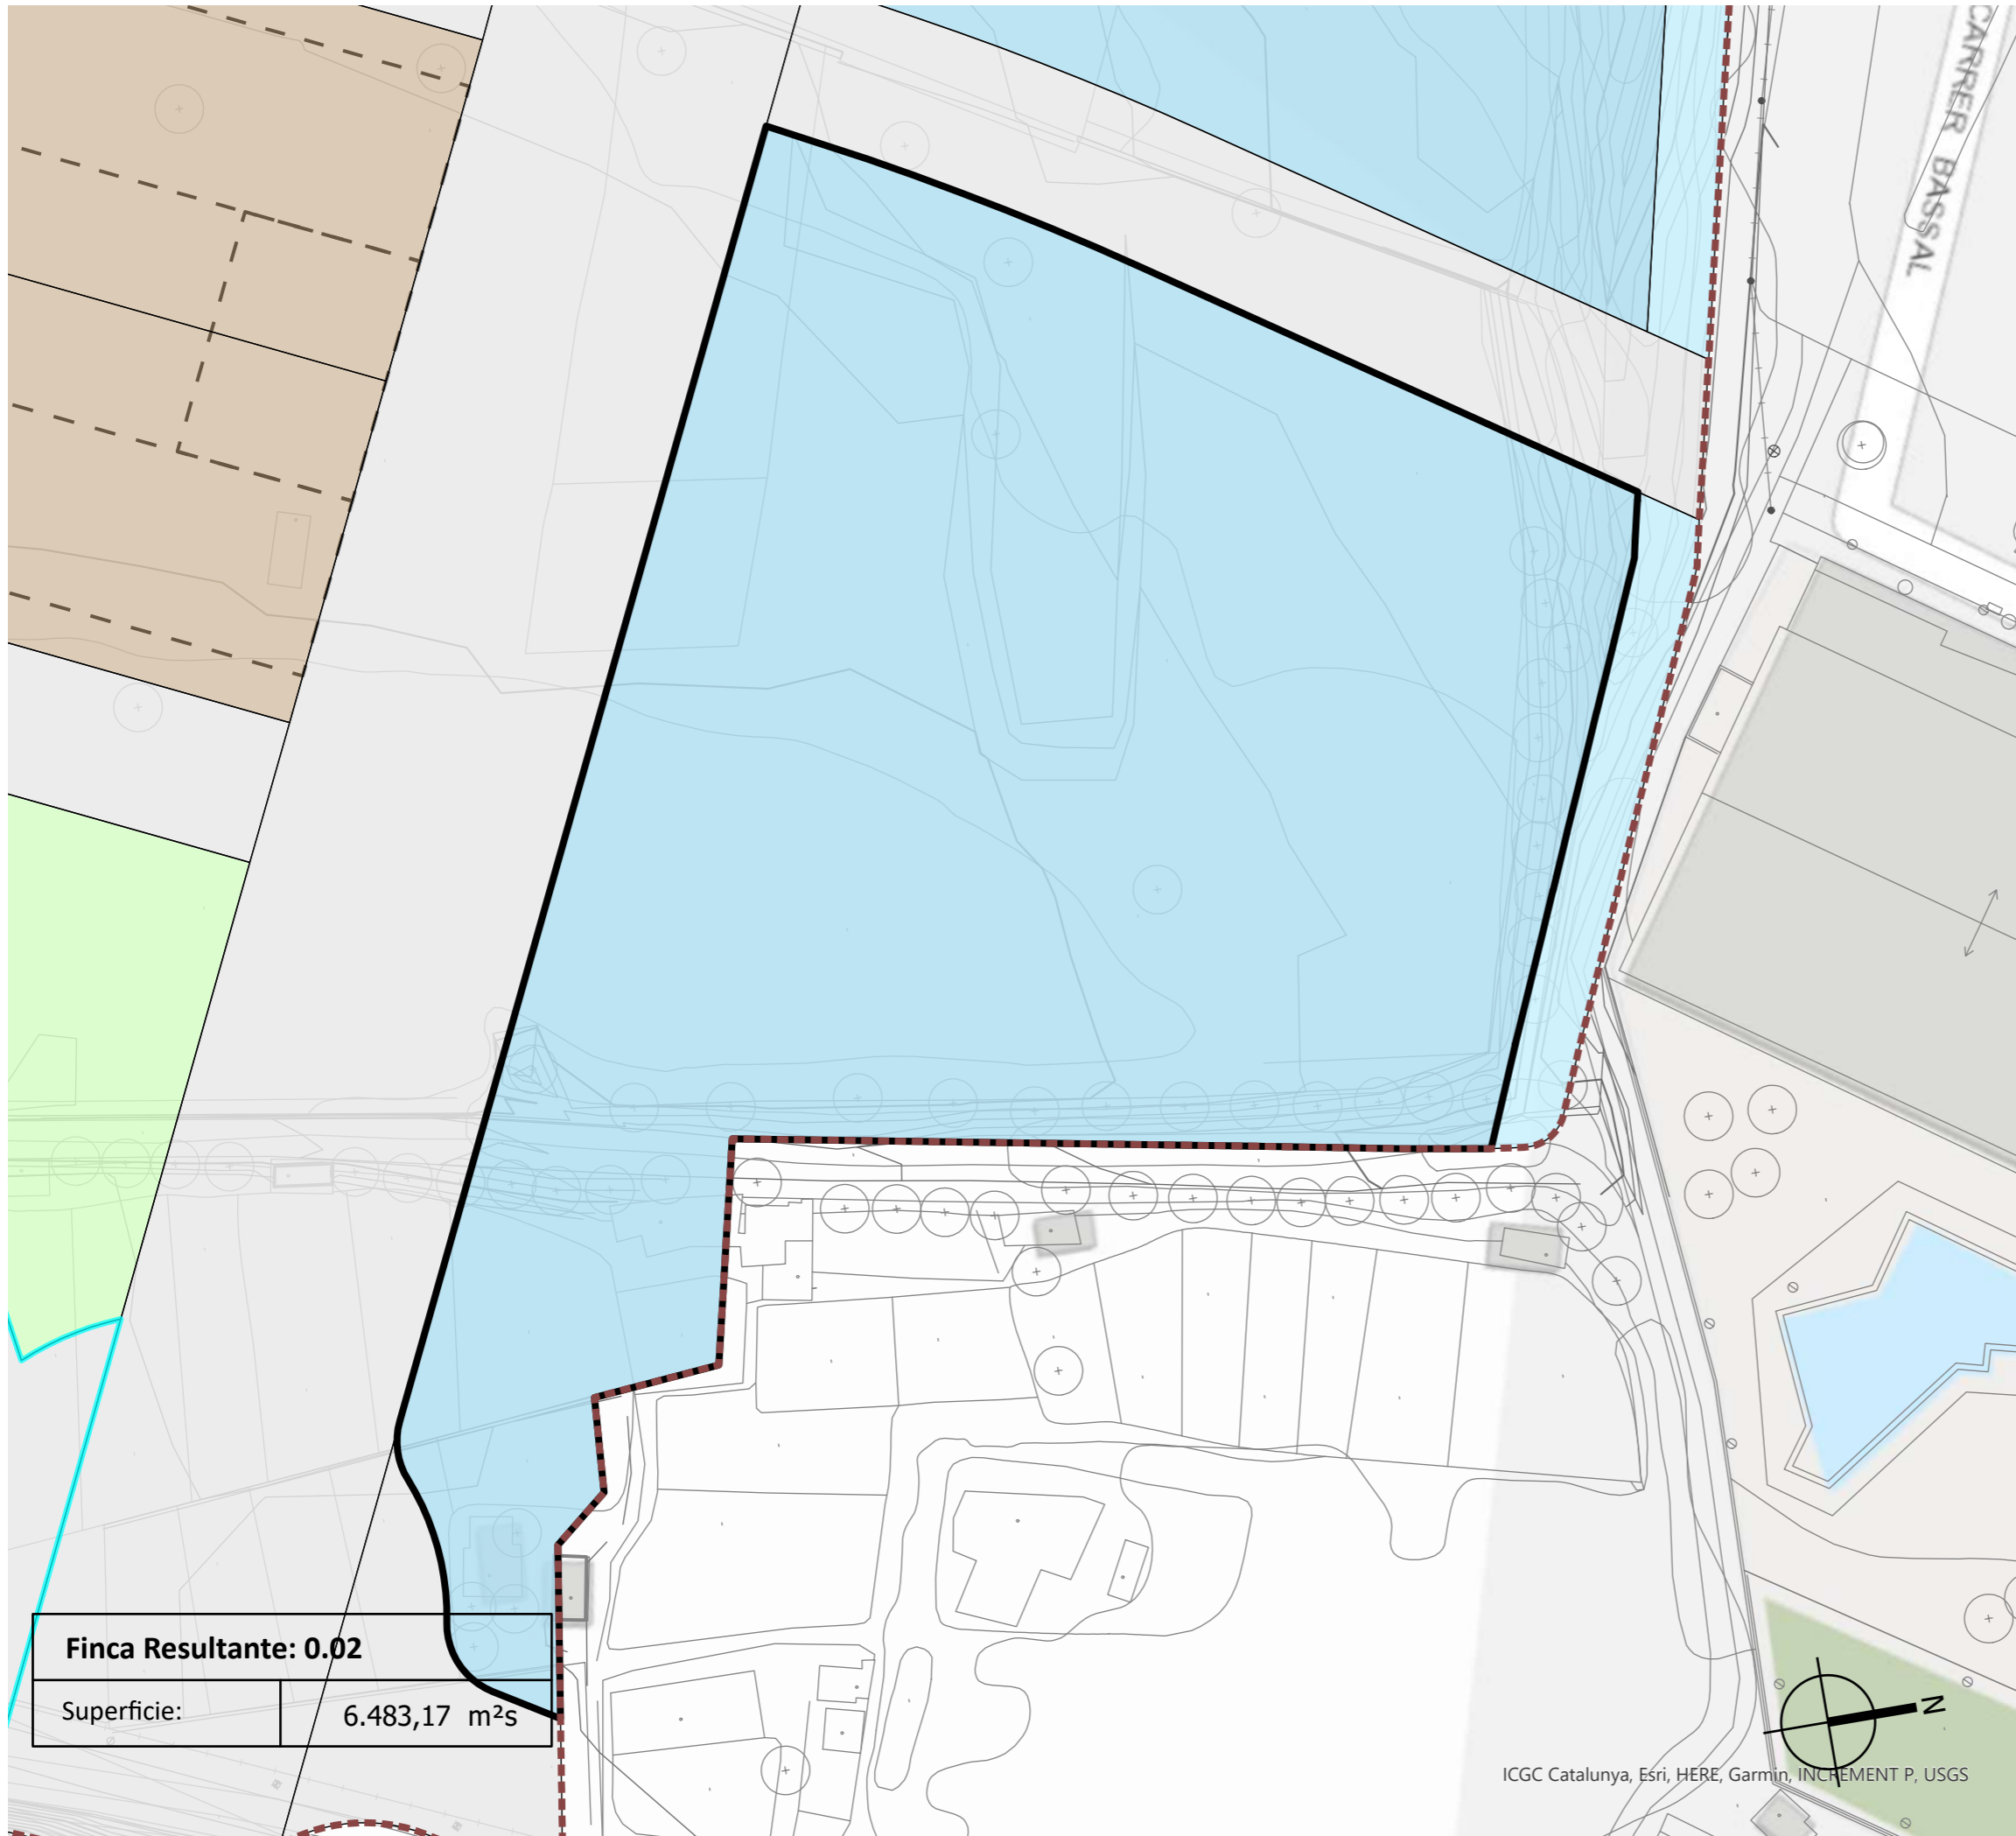 CARRER BASSAL
Finca Resultante: 0.02
Superficie: 6.483,17 m²s
N
ICGC Catalunya, Esri, HERE, Garmin, INCREMENT P, USGS